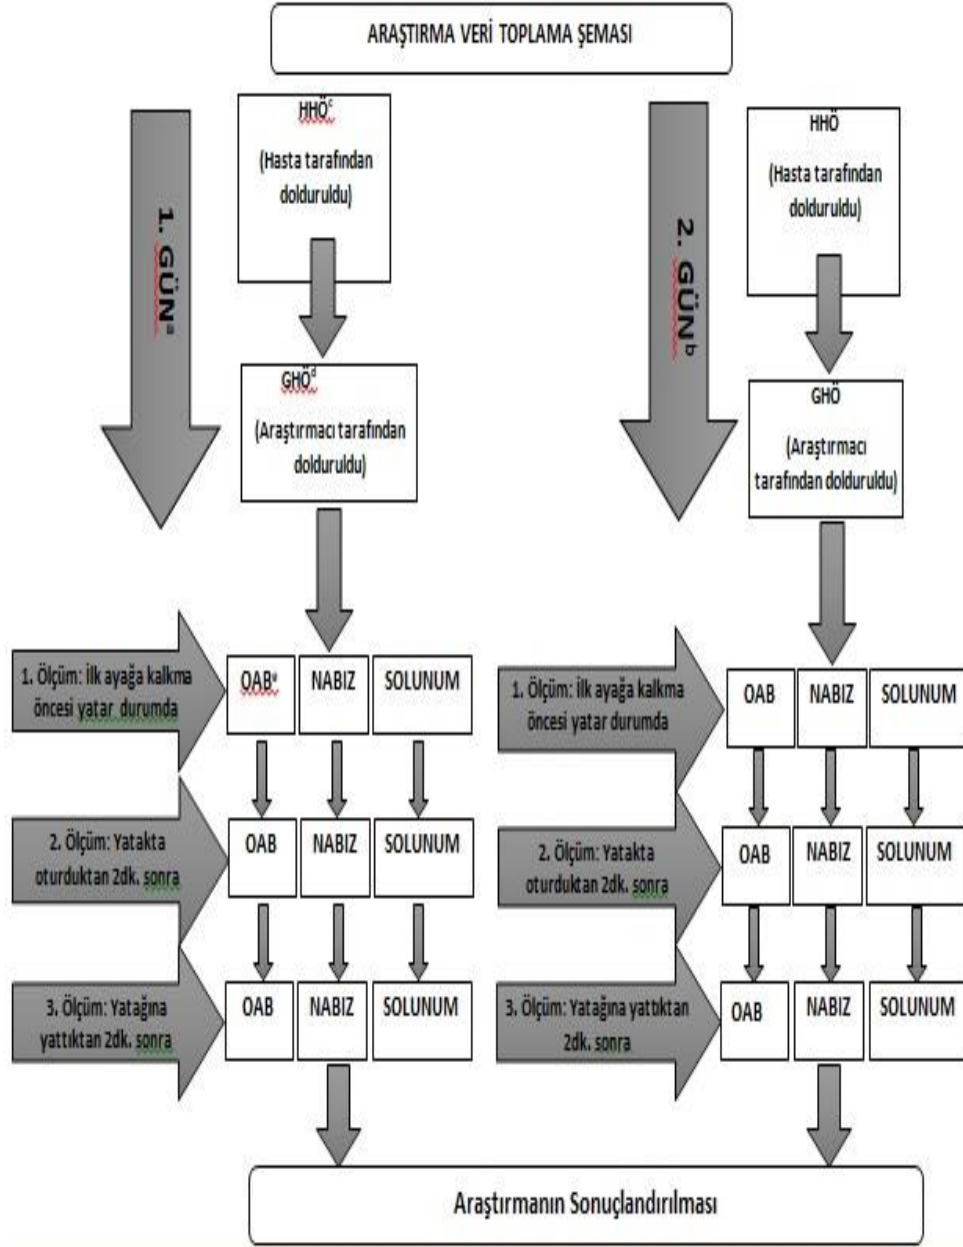 ARAŞTIRMA VERİ TOPLAMA ŞEMASI
1. GÜNᵃ
HHÖᶜ
(Hasta tarafından
dolduruldu)
GHÖᵈ
(Araştırmacı tarafından
dolduruldu)
1. Ölçüm: İlk ayağa kalkma
öncesi yatar durumda
OABᵉ NABIZ SOLUNUM
2. Ölçüm: Yatakta
oturduktan 2dk. sonra
OAB NABIZ SOLUNUM
3. Ölçüm: Yatağına
yattıktan 2dk. sonra
OAB NABIZ SOLUNUM
2. GÜNᵇ
HHÖ
(Hasta tarafından
dolduruldu)
GHÖ
(Araştırmacı
tarafından dolduruldu)
1. Ölçüm: İlk ayağa kalkma
öncesi yatar durumda
OAB NABIZ SOLUNUM
2. Ölçüm: Yatakta
oturduktan 2dk. sonra
OAB NABIZ SOLUNUM
3. Ölçüm: Yatağına yattıktan
2dk. sonra
OAB NABIZ SOLUNUM
Araştırmanın Sonuçlandırılması